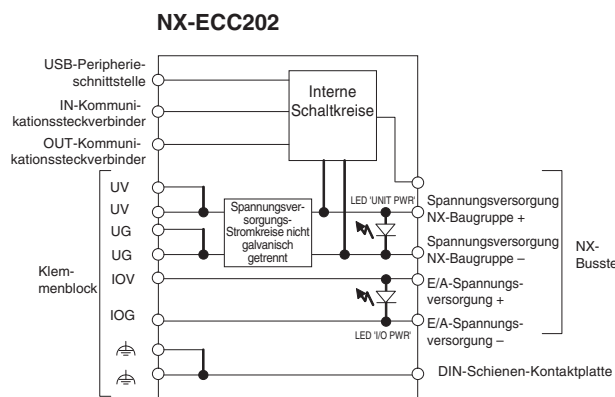 NX-ECC202
USB-Peripherie-
schnittstelle
IN-Kommuni-
kationssteckverbinder
OUT-Kommuni-
kationssteckverbinder
Interne
Schaltkreise
Klem-
menblock
UV
UV
UG
UG
IOV
IOG
Spannungsver-
sorgungs-
Stromkreise nicht
galvanisch
getrennt
LED 'UNIT PWR'
LED 'I/O PWR'
Spannungsversorgung
NX-Baugruppe +
Spannungsversorgung
NX-Baugruppe –
E/A-Spannungs-
versorgung +
E/A-Spannungs-
versorgung –
DIN-Schienen-Kontaktplatte
NX-
Busste